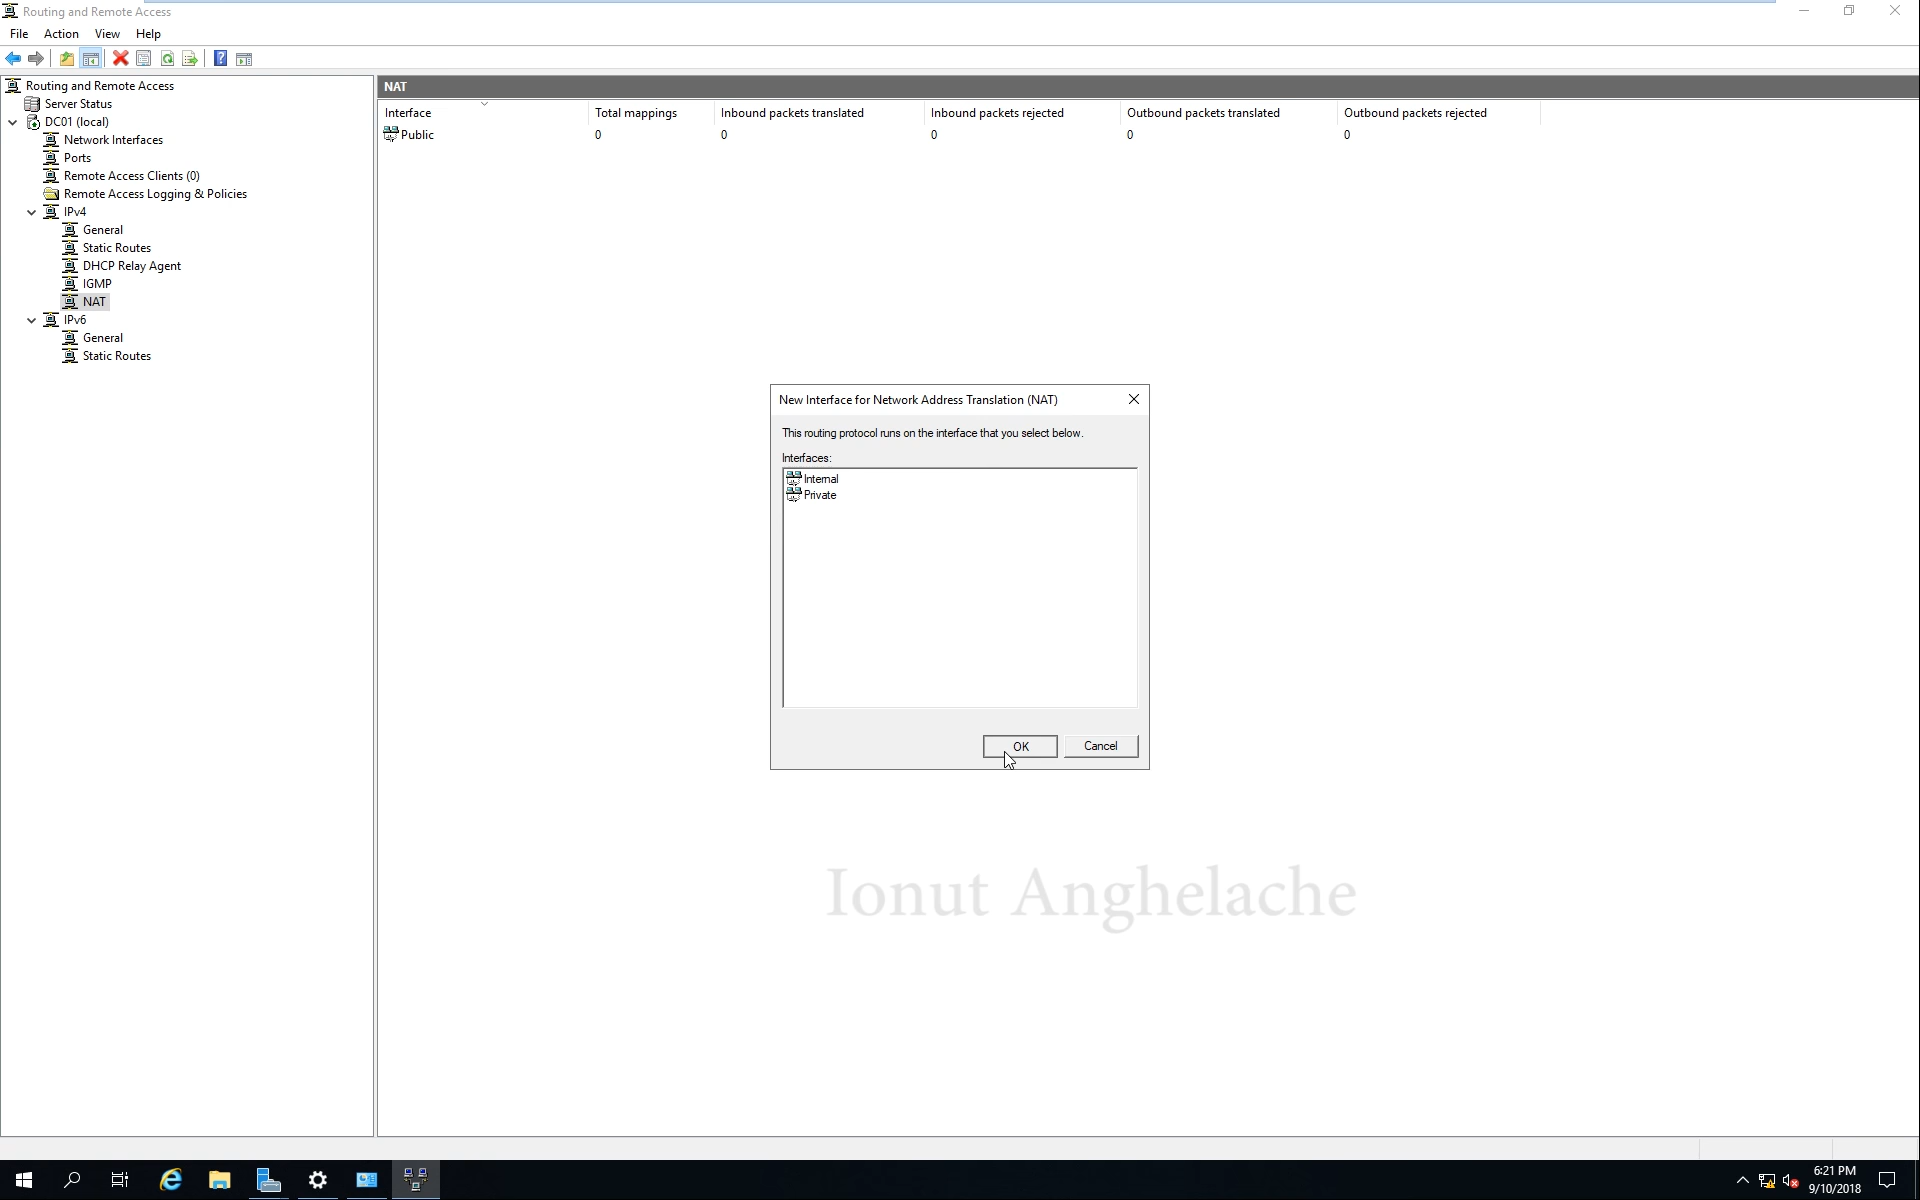 Routing and Remote Access
File Action View Help
Routing and Remote Access
Server Status
DC01 (local)
Network Interfaces
Ports
Remote Access Clients (0)
Remote Access Logging & Policies
IPv4
General
Static Routes
DHCP Relay Agent
IGMP
NAT
IPv6
General
Static Routes
NAT
Interface Total mappings Inbound packets translated Inbound packets rejected Outbound packets translated Outbound packets rejected
Public 0 0 0 0 0
New Interface for Network Address Translation (NAT)
This routing protocol runs on the interface that you select below.
Interfaces:
Internal
Private
OK Cancel
Ionut Anghelache
6:21 PM
9/10/2018